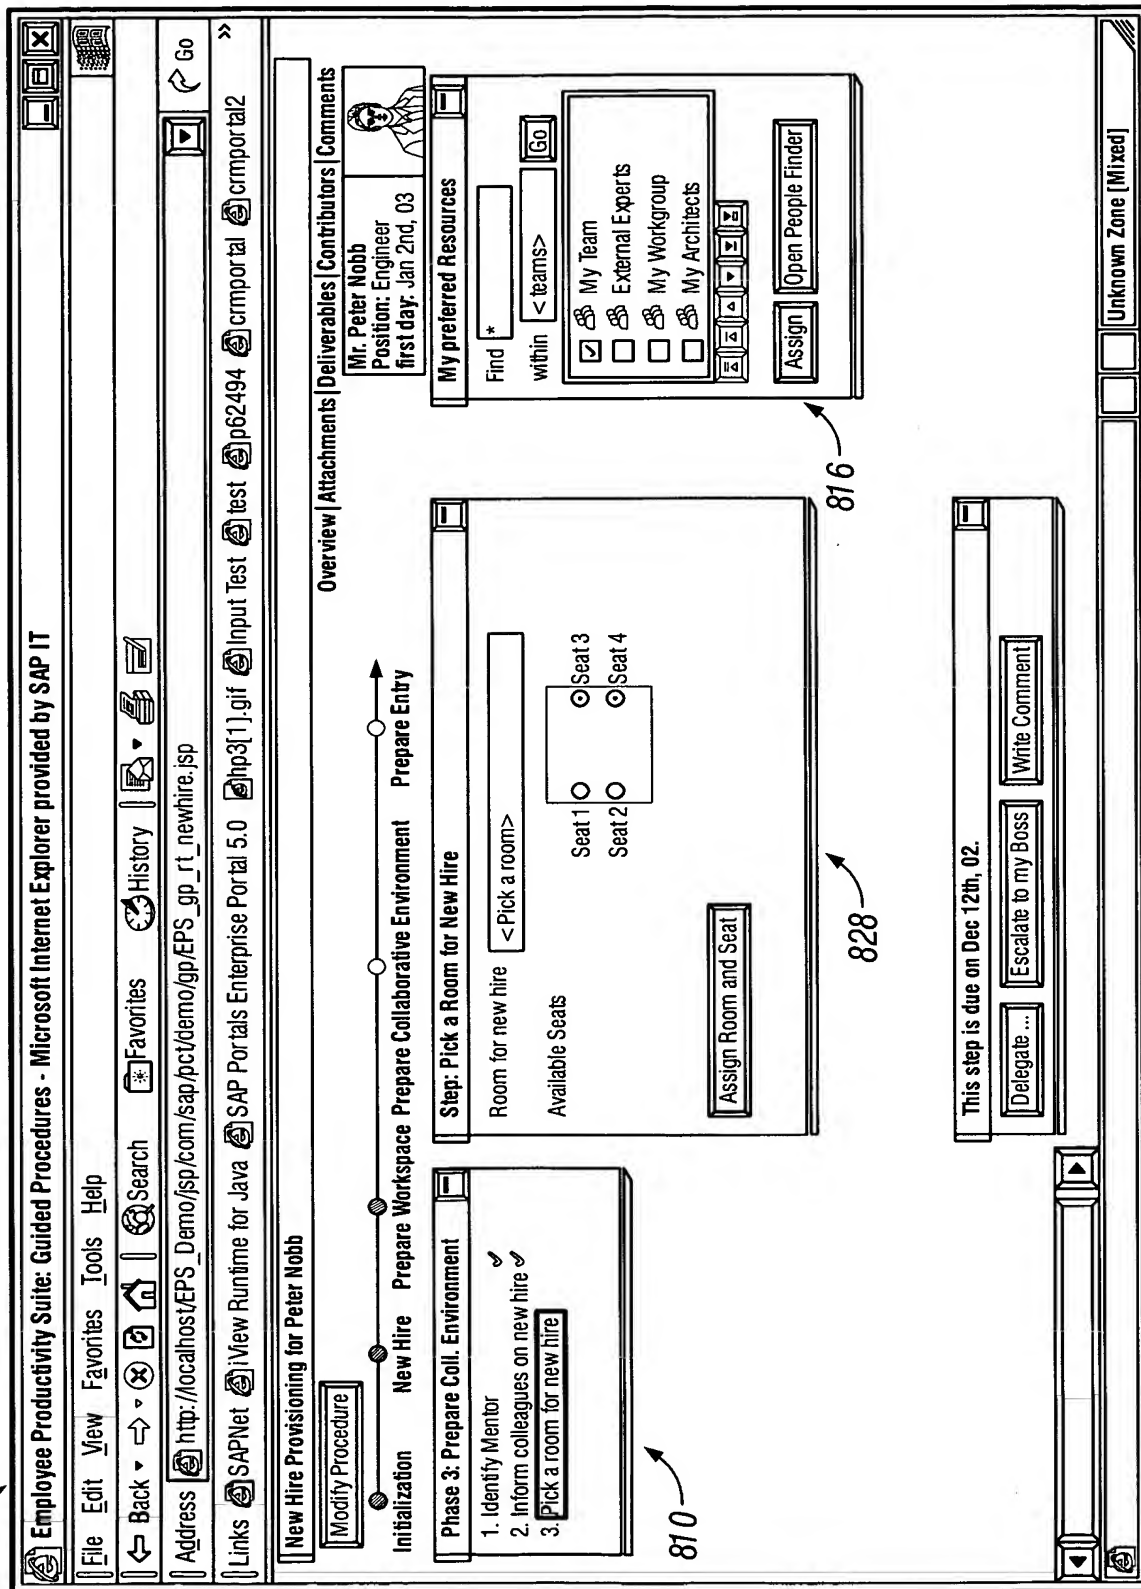 Employee Productivity Suite: Guided Procedures - Microsoft Internet Explorer provided by SAP IT
File Edit View Favorites Tools Help
Back Search Favorites History
Address http://localhost/EPS_Demo/jsp/com/sap/pct/demo/gp/EPS_gp_rt_newhire.jsp Go
Links SAPNet iView Runtime for Java SAP Portals Enterprise Portal 5.0 hp3[1].gif Input Test test p62494 crmportal crmportal2 »
New Hire Provisioning for Peter Nobb
Modify Procedure
Overview | Attachments | Deliverables | Contributors | Comments
Initialization New Hire Prepare Workspace Prepare Collaborative Environment Prepare Entry
Mr. Peter Nobb
Position: Engineer
first day: Jan 2nd, 03
Phase 3: Prepare Coll. Environment
1. Identify Mentor
2. Inform colleagues on new hire
3. Pick a room for new hire
810
Step: Pick a Room for New Hire
Room for new hire <Pick a room>
Available Seats
Seat 1 Seat 3
Seat 2 Seat 4
Assign Room and Seat
828
My preferred Resources
Find *
within < teams> Go
My Team
External Experts
My Workgroup
My Architects
Assign Open People Finder
816
This step is due on Dec 12th, 02.
Delegate ... Escalate to my Boss Write Comment
Unknown Zone [Mixed]